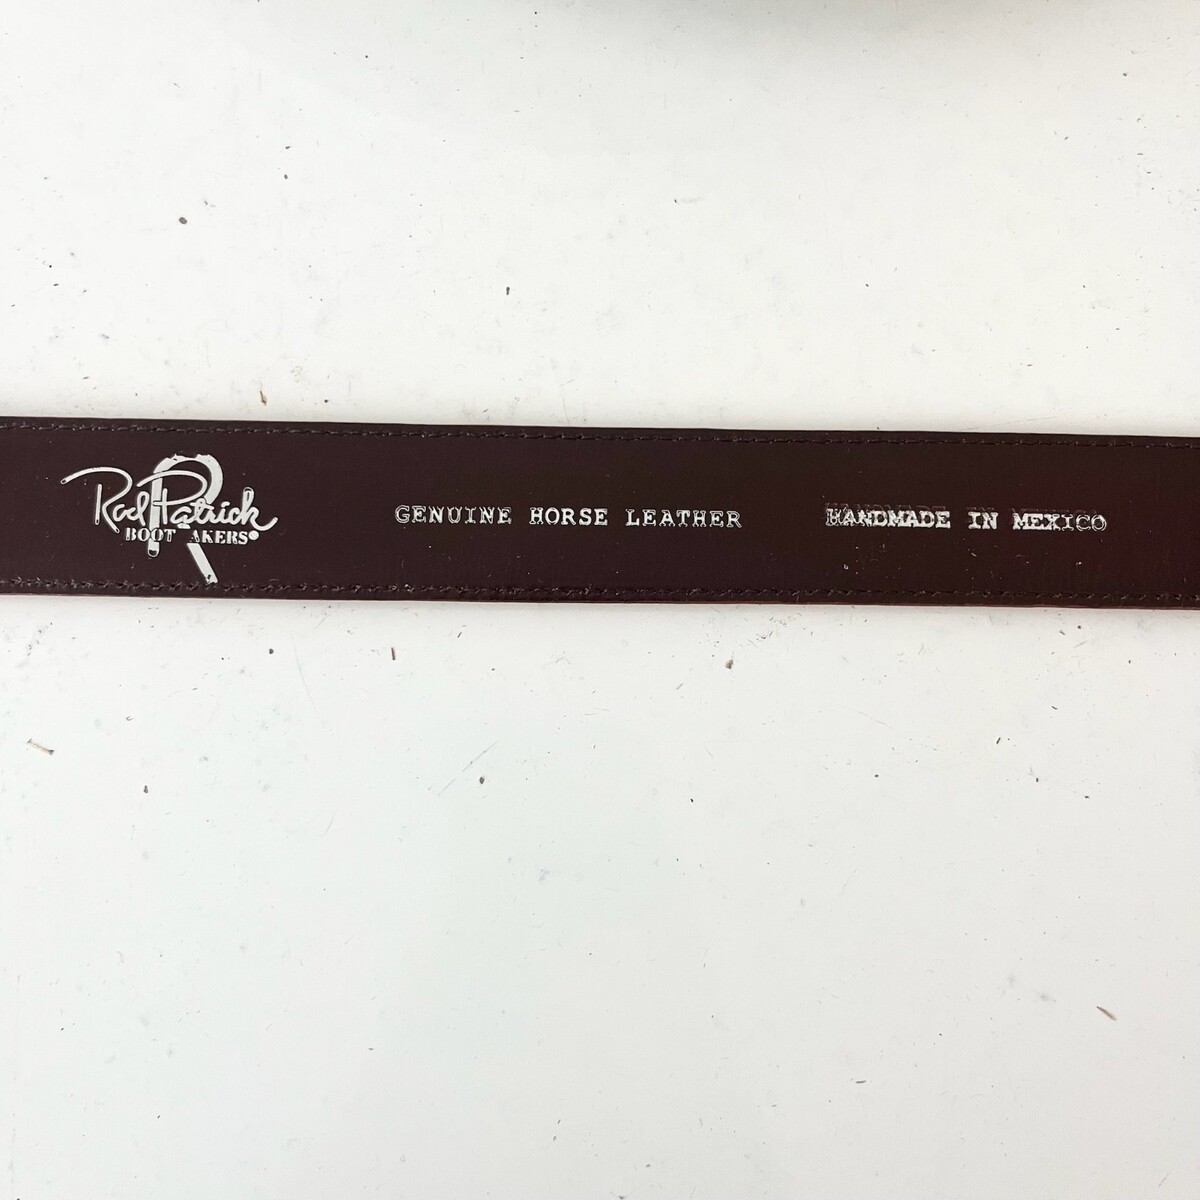 Rod Patrick
BOOT AKERS®
GENUINE HORSE LEATHER
HANDMADE IN MEXICO